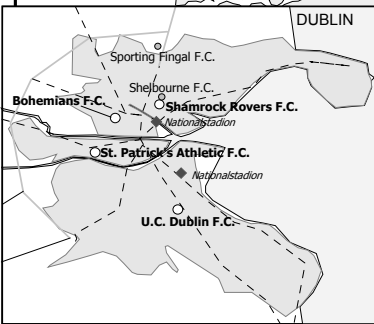 DUBLIN
Sporting Fingal F.C.
Shelbourne F.C.
Bohemians F.C.
Shamrock Rovers F.C.
Nationalstadion
St. Patrick's Athletic F.C.
Nationalstadion
U.C. Dublin F.C.